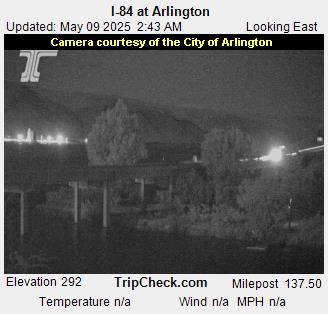 I-84 at Arlington
Updated: May 09 2025 2:43 AM Looking East
Camera courtesy of the City of Arlington
Elevation 292 TripCheck.com Milepost 137.50
Temperature n/a Wind n/a MPH n/a